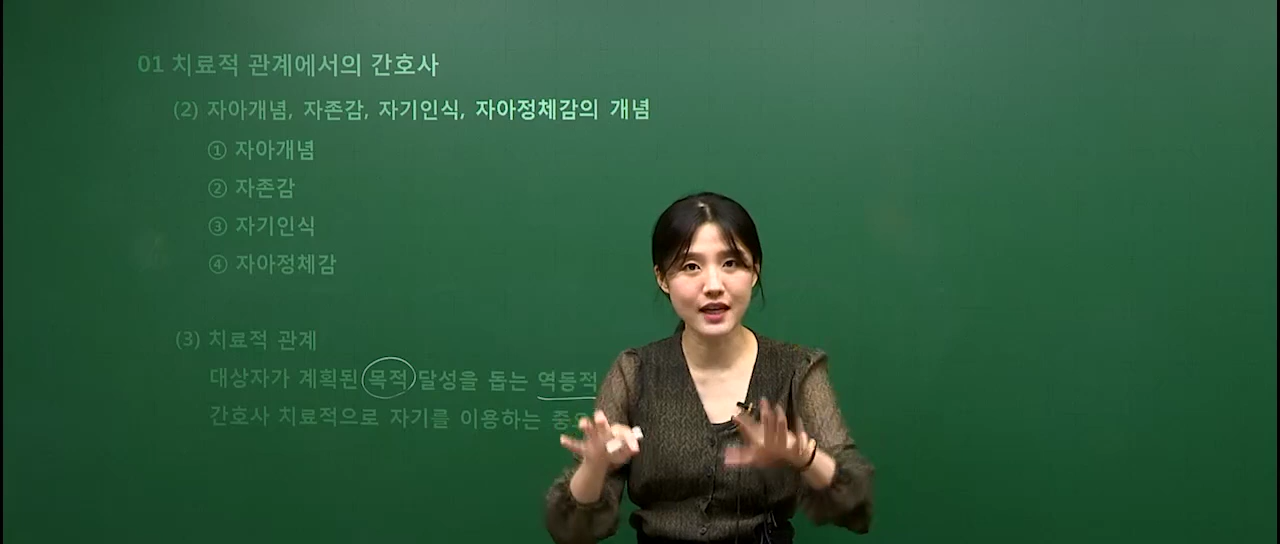 01 치료적 관계에서의 간호사
(2) 자아개념, 자존감, 자기인식, 자아정체감의 개념
① 자아개념
② 자존감
③ 자기인식
④ 자아정체감
(3) 치료적 관계
대상자가 계획된 목적 달성을 돕는 역동적
간호사 치료적으로 자기를 이용하는